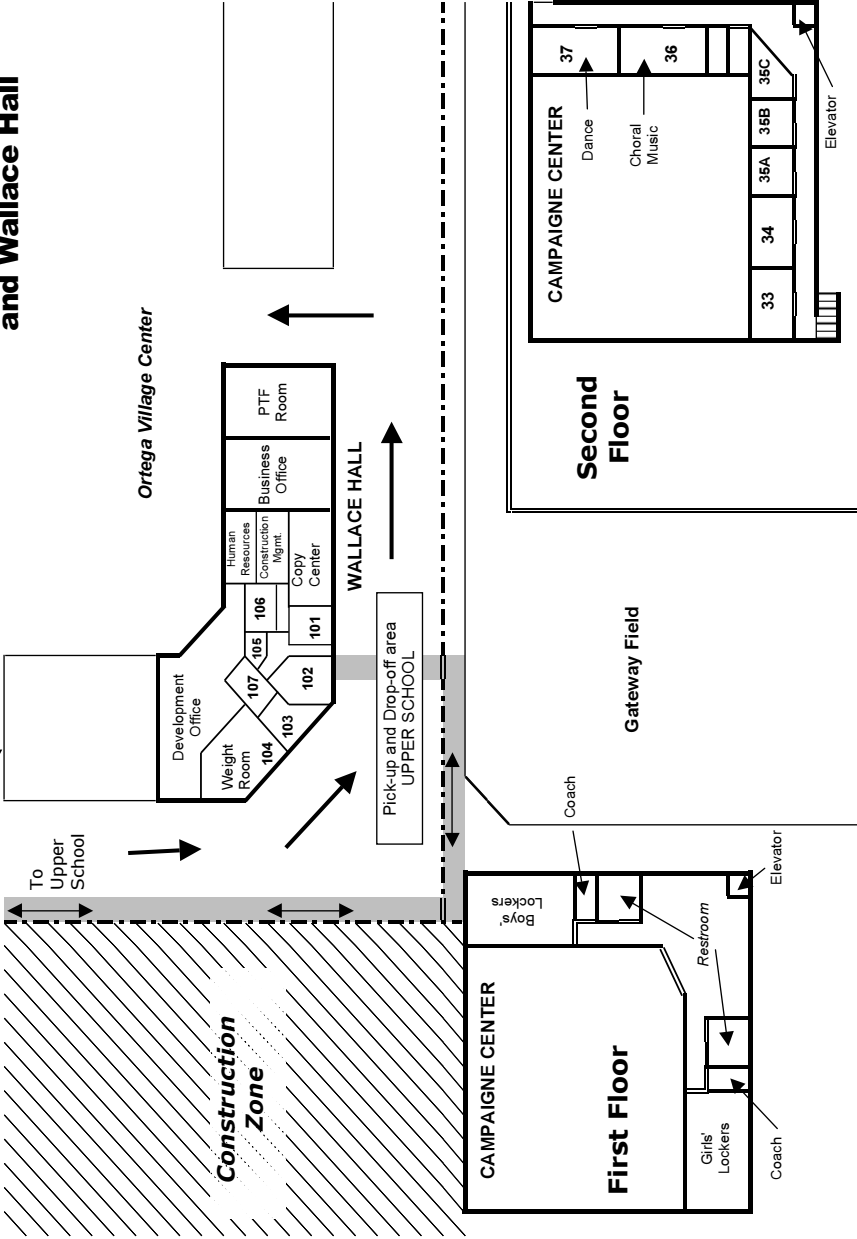 and Wallace Hall
Ortega Village Center
To
Upper
School
Development
Office
Weight
Room
104
103
107
102
105
106
101
Human
Resources
Construction
Mgmt.
Copy
Center
Business
Office
PTF
Room
WALLACE HALL
Pick-up and Drop-off area
UPPER SCHOOL
Construction
Zone
CAMPAIGNE CENTER
First Floor
Boys'
Lockers
Coach
Restroom
Elevator
Girls'
Lockers
Coach
Gateway Field
Second
Floor
CAMPAIGNE CENTER
37
Dance
36
Choral
Music
33
34
35A
35B
35C
Elevator